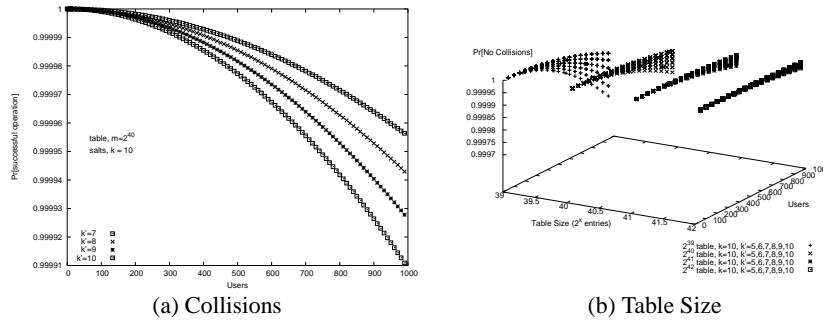 1
0.99999
0.99998
0.99997
0.99996
0.99995
0.99994
0.99993
0.99992
0.99991
Pr[successful operation]
table, m=2^40
salts, k = 10
k'=7
k'=8
k'=9
k'=10
0 100 200 300 400 500 600 700 800 900 1000
Users
(a) Collisions
Pr[No Collisions]
1
0.99995
0.9999
0.99985
0.9998
0.99975
0.9997
39
39.5
40
40.5
41
41.5
42
Table Size (2^x entries)
0
100
200
300
400
500
600
700
800
900
Users
2^39 table, k=10, k'=5,6,7,8,9,10
2^40 table, k=10, k'=5,6,7,8,9,10
2^41 table, k=10, k'=5,6,7,8,9,10
2^42 table, k=10, k'=5,6,7,8,9,10
(b) Table Size